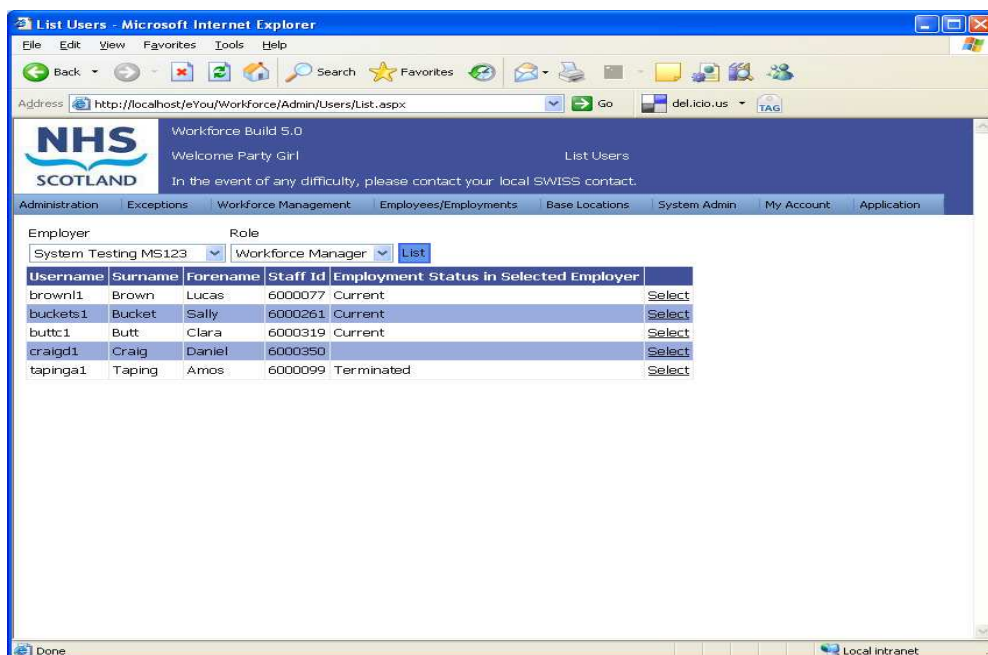 List Users - Microsoft Internet Explorer
File Edit View Favorites Tools Help
Back Search Favorites
Address http://localhost/eYou/Workforce/Admin/Users/List.aspx Go del.icio.us TAG
NHS
SCOTLAND
Workforce Build 5.0
Welcome Party Girl List Users
In the event of any difficulty, please contact your local SWISS contact.
Administration Exceptions Workforce Management Employees/Employments Base Locations System Admin My Account Application
Employer Role
System Testing MS123 Workforce Manager List
Username Surname Forename Staff Id Employment Status in Selected Employer
brownl1 Brown Lucas 6000077 Current Select
buckets1 Bucket Sally 6000261 Current Select
buttc1 Butt Clara 6000319 Current Select
craigd1 Craig Daniel 6000350 Select
tapinga1 Taping Amos 6000099 Terminated Select
Done Local intranet